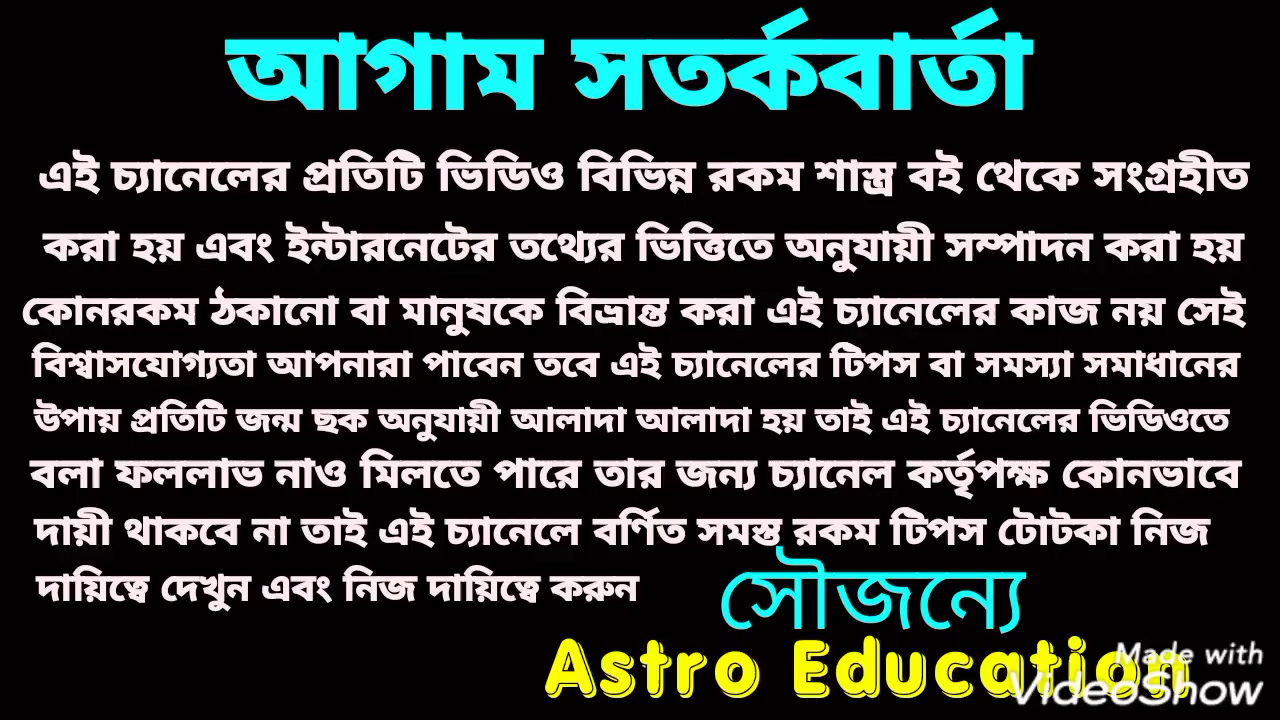 আগাম সতর্কবার্তা
এই চ্যানেলের প্রতিটি ভিডিও বিভিন্ন রকম শাস্ত্র বই থেকে সংগ্রহীত
করা হয় এবং ইন্টারনেটের তথ্যের ভিত্তিতে অনুযায়ী সম্পাদন করা হয়
কোনরকম ঠকানো বা মানুষকে বিভ্রান্ত করা এই চ্যানেলের কাজ নয় সেই
বিশ্বাসযোগ্যতা আপনারা পাবেন তবে এই চ্যানেলের টিপস বা সমস্যা সমাধানের
উপায় প্রতিটি জন্ম ছক অনুযায়ী আলাদা আলাদা হয় তাই এই চ্যানেলের ভিডিওতে
বলা ফললাভ নাও মিলতে পারে তার জন্য চ্যানেল কর্তৃপক্ষ কোনভাবে
দায়ী থাকবে না তাই এই চ্যানেলে বর্ণিত সমস্ত রকম টিপস টোটকা নিজ
দায়িত্বে দেখুন এবং নিজ দায়িত্বে করুন
সৌজন্যে
Astro Education
Made with
VideoShow